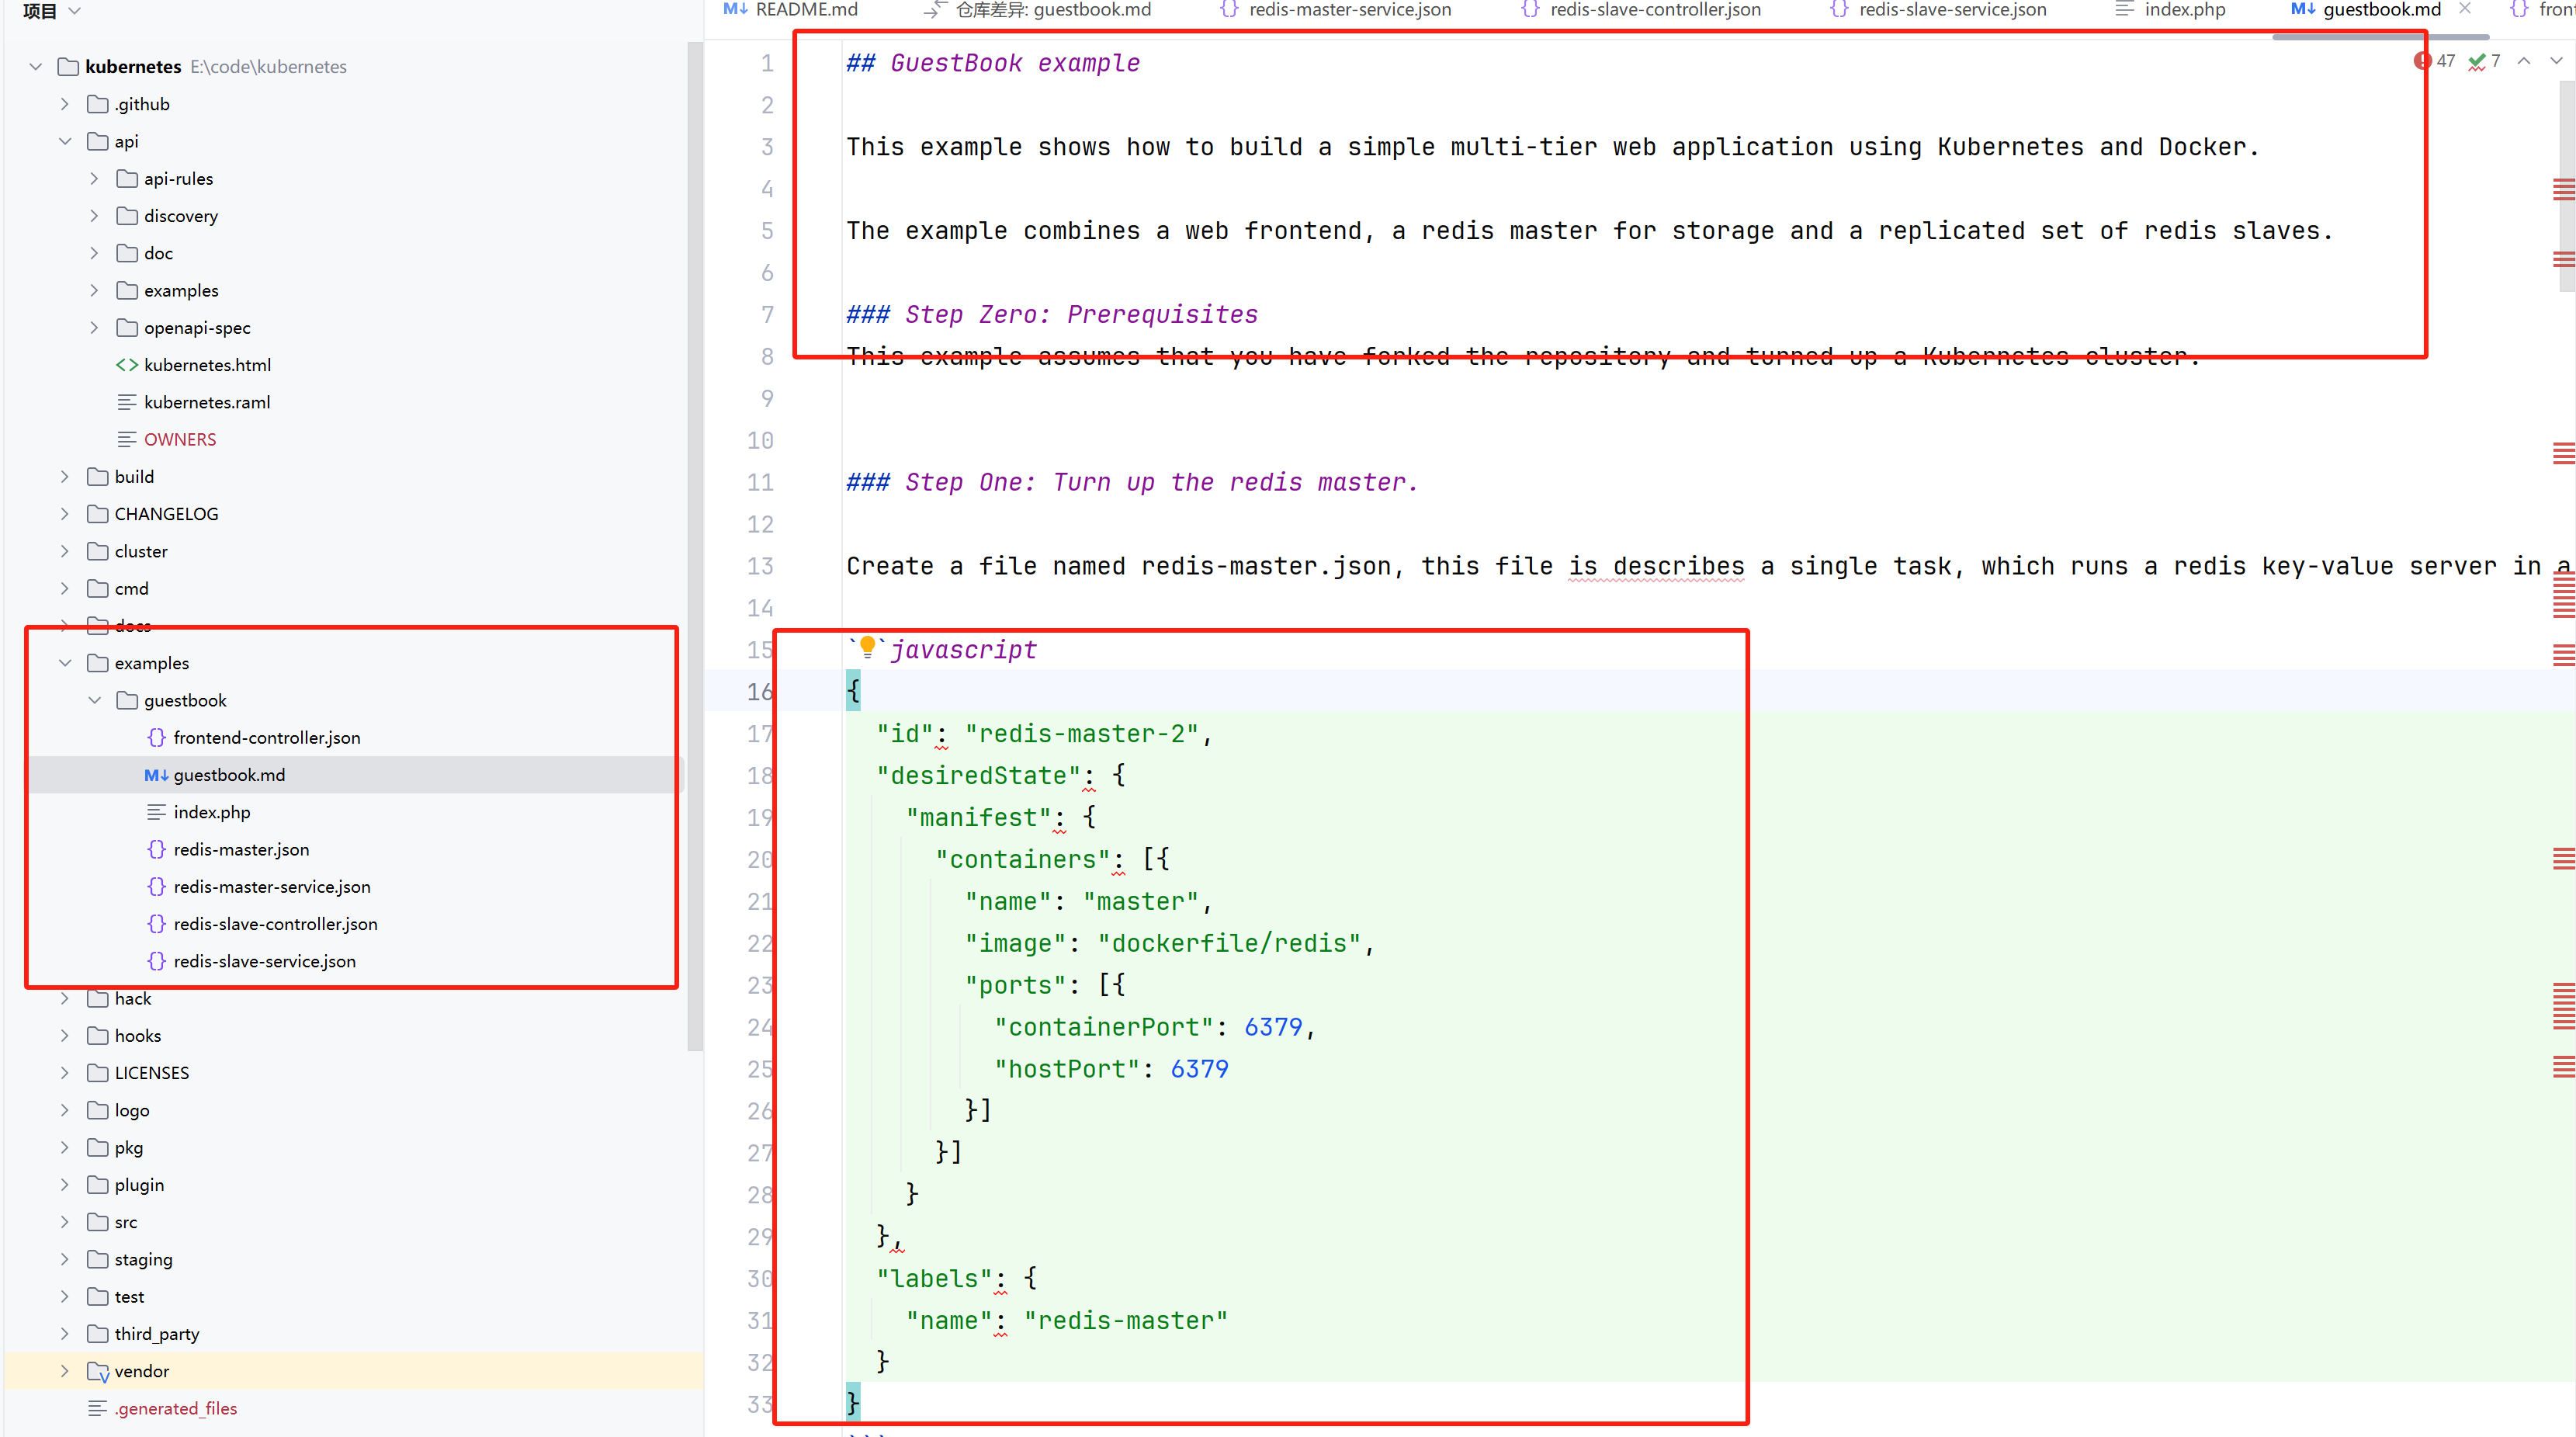 项目
kubernetes E:\code\kubernetes
.github
api
api-rules
discovery
doc
examples
openapi-spec
kubernetes.html
kubernetes.raml
OWNERS
build
CHANGELOG
cluster
cmd
docs
examples
guestbook
frontend-controller.json
guestbook.md
index.php
redis-master.json
redis-master-service.json
redis-slave-controller.json
redis-slave-service.json
hack
hooks
LICENSES
logo
pkg
plugin
src
staging
test
third_party
vendor
.generated_files
README.md 仓库差异: guestbook.md redis-master-service.json redis-slave-controller.json redis-slave-service.json index.php guestbook.md
47 7
1 ## GuestBook example
2
3 This example shows how to build a simple multi-tier web application using Kubernetes and Docker.
4
5 The example combines a web frontend, a redis master for storage and a replicated set of redis slaves.
6
7 ### Step Zero: Prerequisites
8 This example assumes that you have forked the repository and turned up a Kubernetes cluster.
9
10
11 ### Step One: Turn up the redis master.
12
13 Create a file named redis-master.json, this file is describes a single task, which runs a redis key-value server in a
14
15 ```javascript
16 {
17 "id": "redis-master-2",
18 "desiredState": {
19 "manifest": {
20 "containers": [{
21 "name": "master",
22 "image": "dockerfile/redis",
23 "ports": [{
24 "containerPort": 6379,
25 "hostPort": 6379
26 }]
27 }]
28 }
29 },
30 "labels": {
31 "name": "redis-master"
32 }
33 }